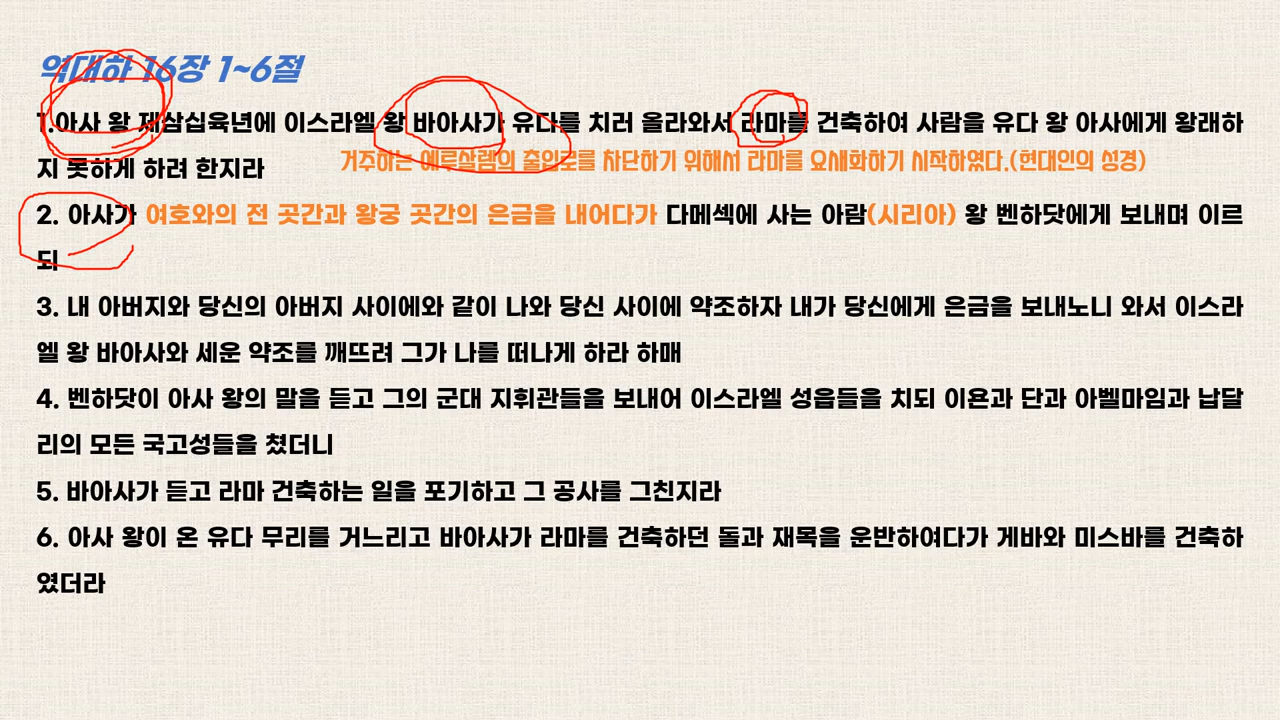 역대하 16장 1~6절
1.아사 왕 제삼십육년에 이스라엘 왕 바아사가 유다를 치러 올라와서 라마를 건축하여 사람을 유다 왕 아사에게 왕래하
지 못하게 하려 한지라
거주하는 예루살렘의 출입로를 차단하기 위해서 라마를 요새화하기 시작하였다.(현대인의 성경)
2. 아사가 여호와의 전 곳간과 왕궁 곳간의 은금을 내어다가 다메섹에 사는 아람(시리아) 왕 벤하닷에게 보내며 이르
되
3. 내 아버지와 당신의 아버지 사이에와 같이 나와 당신 사이에 약조하자 내가 당신에게 은금을 보내노니 와서 이스라
엘 왕 바아사와 세운 약조를 깨뜨려 그가 나를 떠나게 하라 하매
4. 벤하닷이 아사 왕의 말을 듣고 그의 군대 지휘관들을 보내어 이스라엘 성읍들을 치되 이욘과 단과 아벨마임과 납달
리의 모든 국고성들을 쳤더니
5. 바아사가 듣고 라마 건축하는 일을 포기하고 그 공사를 그친지라
6. 아사 왕이 온 유다 무리를 거느리고 바아사가 라마를 건축하던 돌과 재목을 운반하여다가 게바와 미스바를 건축하
였더라